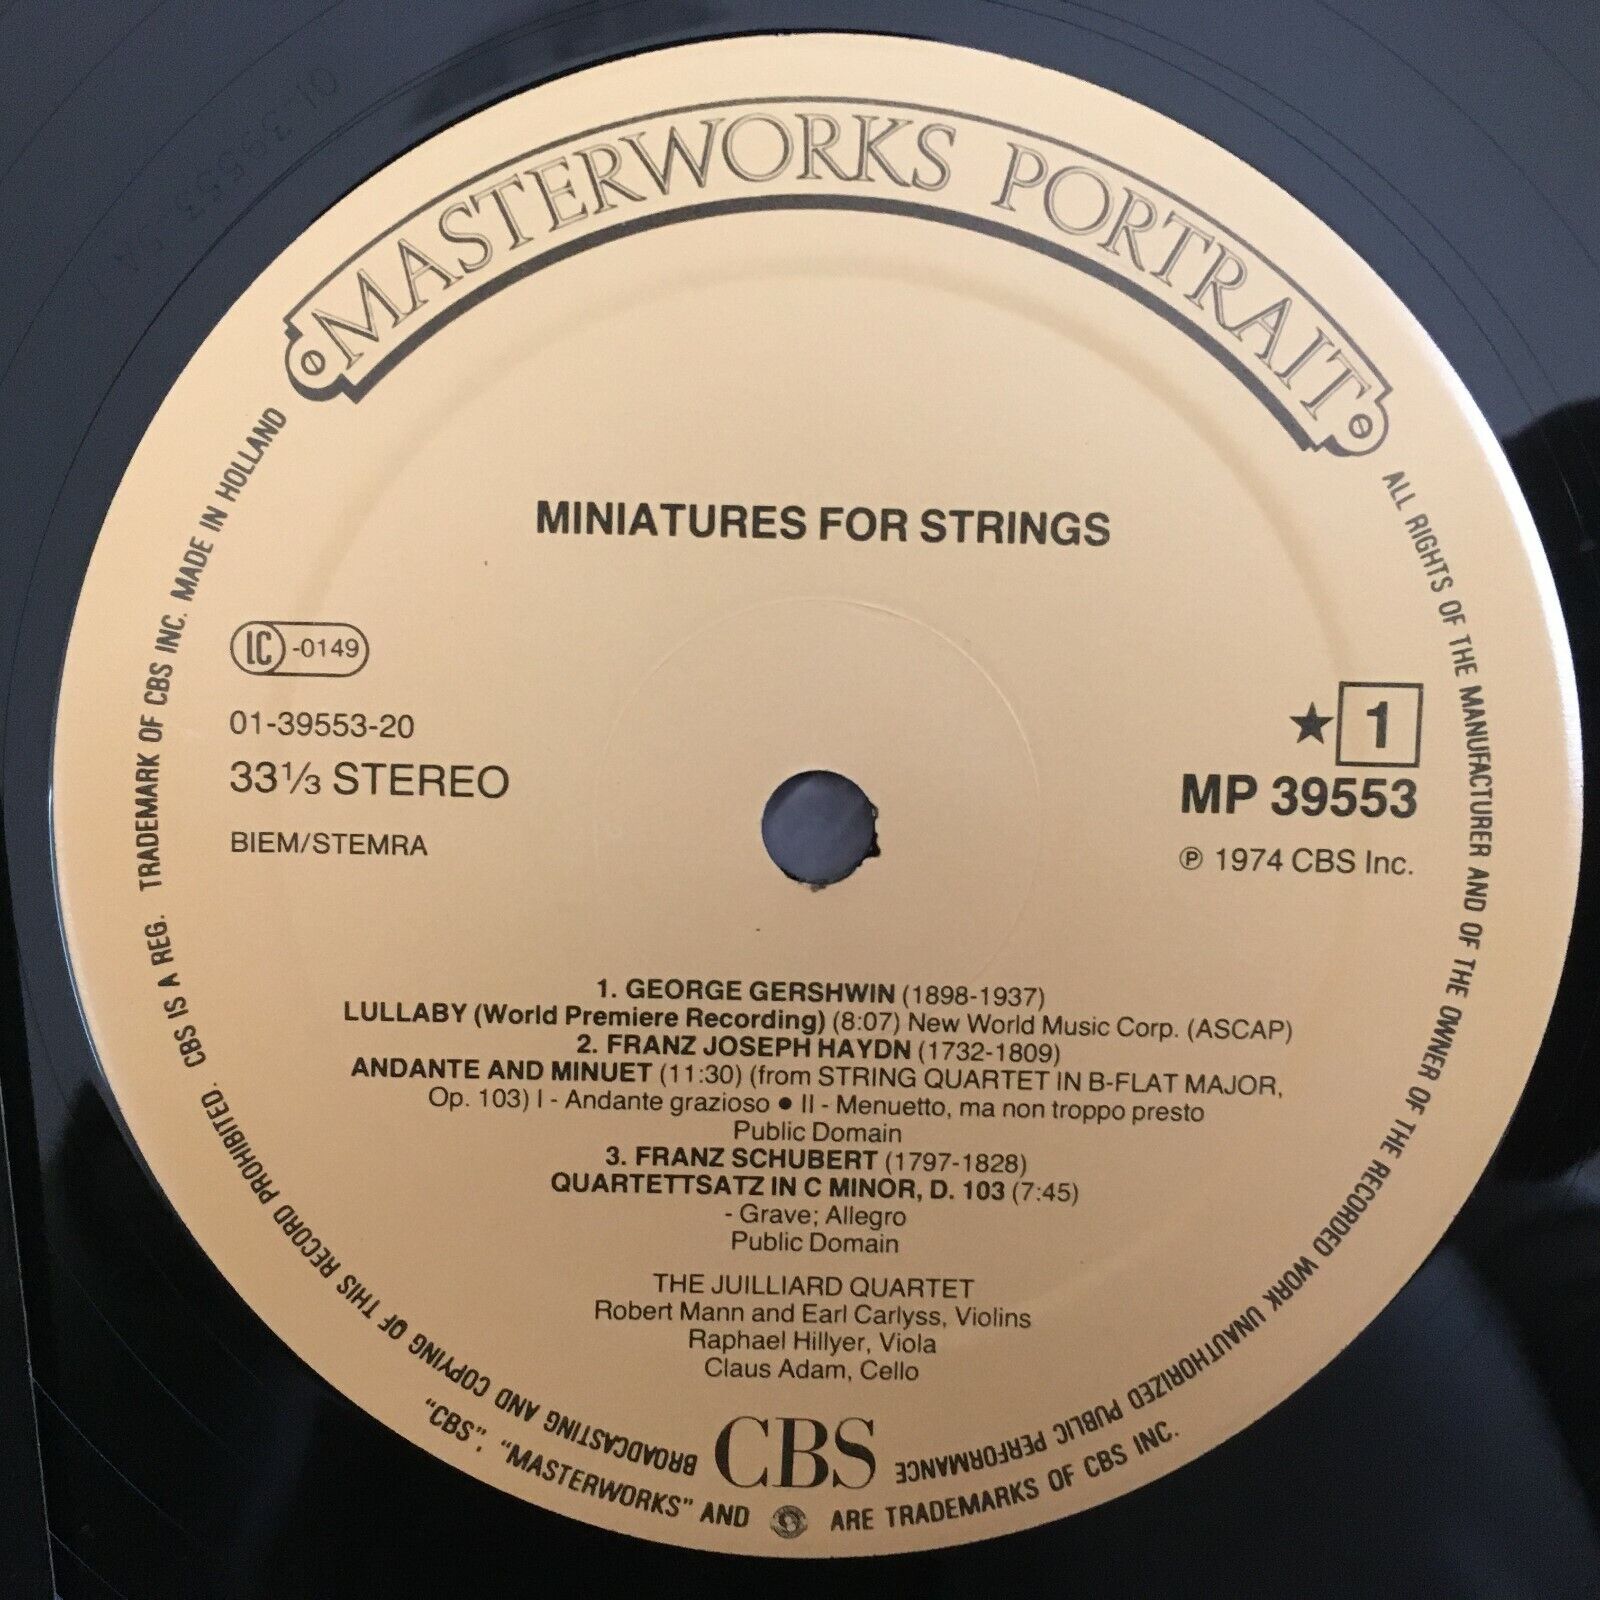 MASTERWORKS PORTRAIT
MINIATURES FOR STRINGS
LC -0149
01-39553-20
33⅓ STEREO
BIEM/STEMRA
★ 1
MP 39553
℗ 1974 CBS Inc.
1. GEORGE GERSHWIN (1898-1937)
LULLABY (World Premiere Recording) (8:07) New World Music Corp. (ASCAP)
2. FRANZ JOSEPH HAYDN (1732-1809)
ANDANTE AND MINUET (11:30) (from STRING QUARTET IN B-FLAT MAJOR,
Op. 103) I - Andante grazioso ● II - Menuetto, ma non troppo presto
Public Domain
3. FRANZ SCHUBERT (1797-1828)
QUARTETTSATZ IN C MINOR, D. 103 (7:45)
- Grave; Allegro
Public Domain
THE JUILLIARD QUARTET
Robert Mann and Earl Carlyss, Violins
Raphael Hillyer, Viola
Claus Adam, Cello
CBS
ALL RIGHTS OF THE MANUFACTURER AND OF THE OWNER OF THE RECORDED WORK UNAUTHORIZED PUBLIC PERFORMANCE
BROADCASTING AND COPYING OF THIS RECORD PROHIBITED. CBS IS A REG. TRADEMARK OF CBS INC. MADE IN HOLLAND
"CBS", "MASTERWORKS" AND ARE TRADEMARKS OF CBS INC.